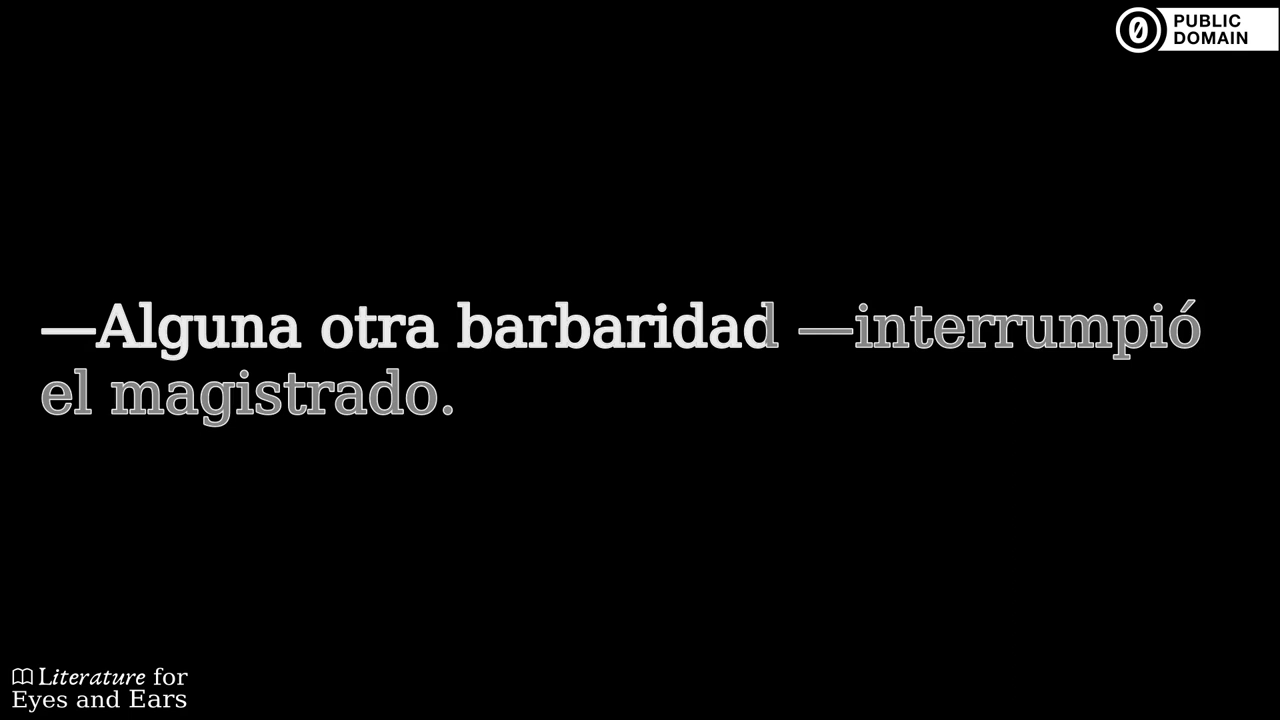 PUBLIC
DOMAIN
—Alguna otra barbaridad —interrumpió
el magistrado.
Literature for
Eyes and Ears